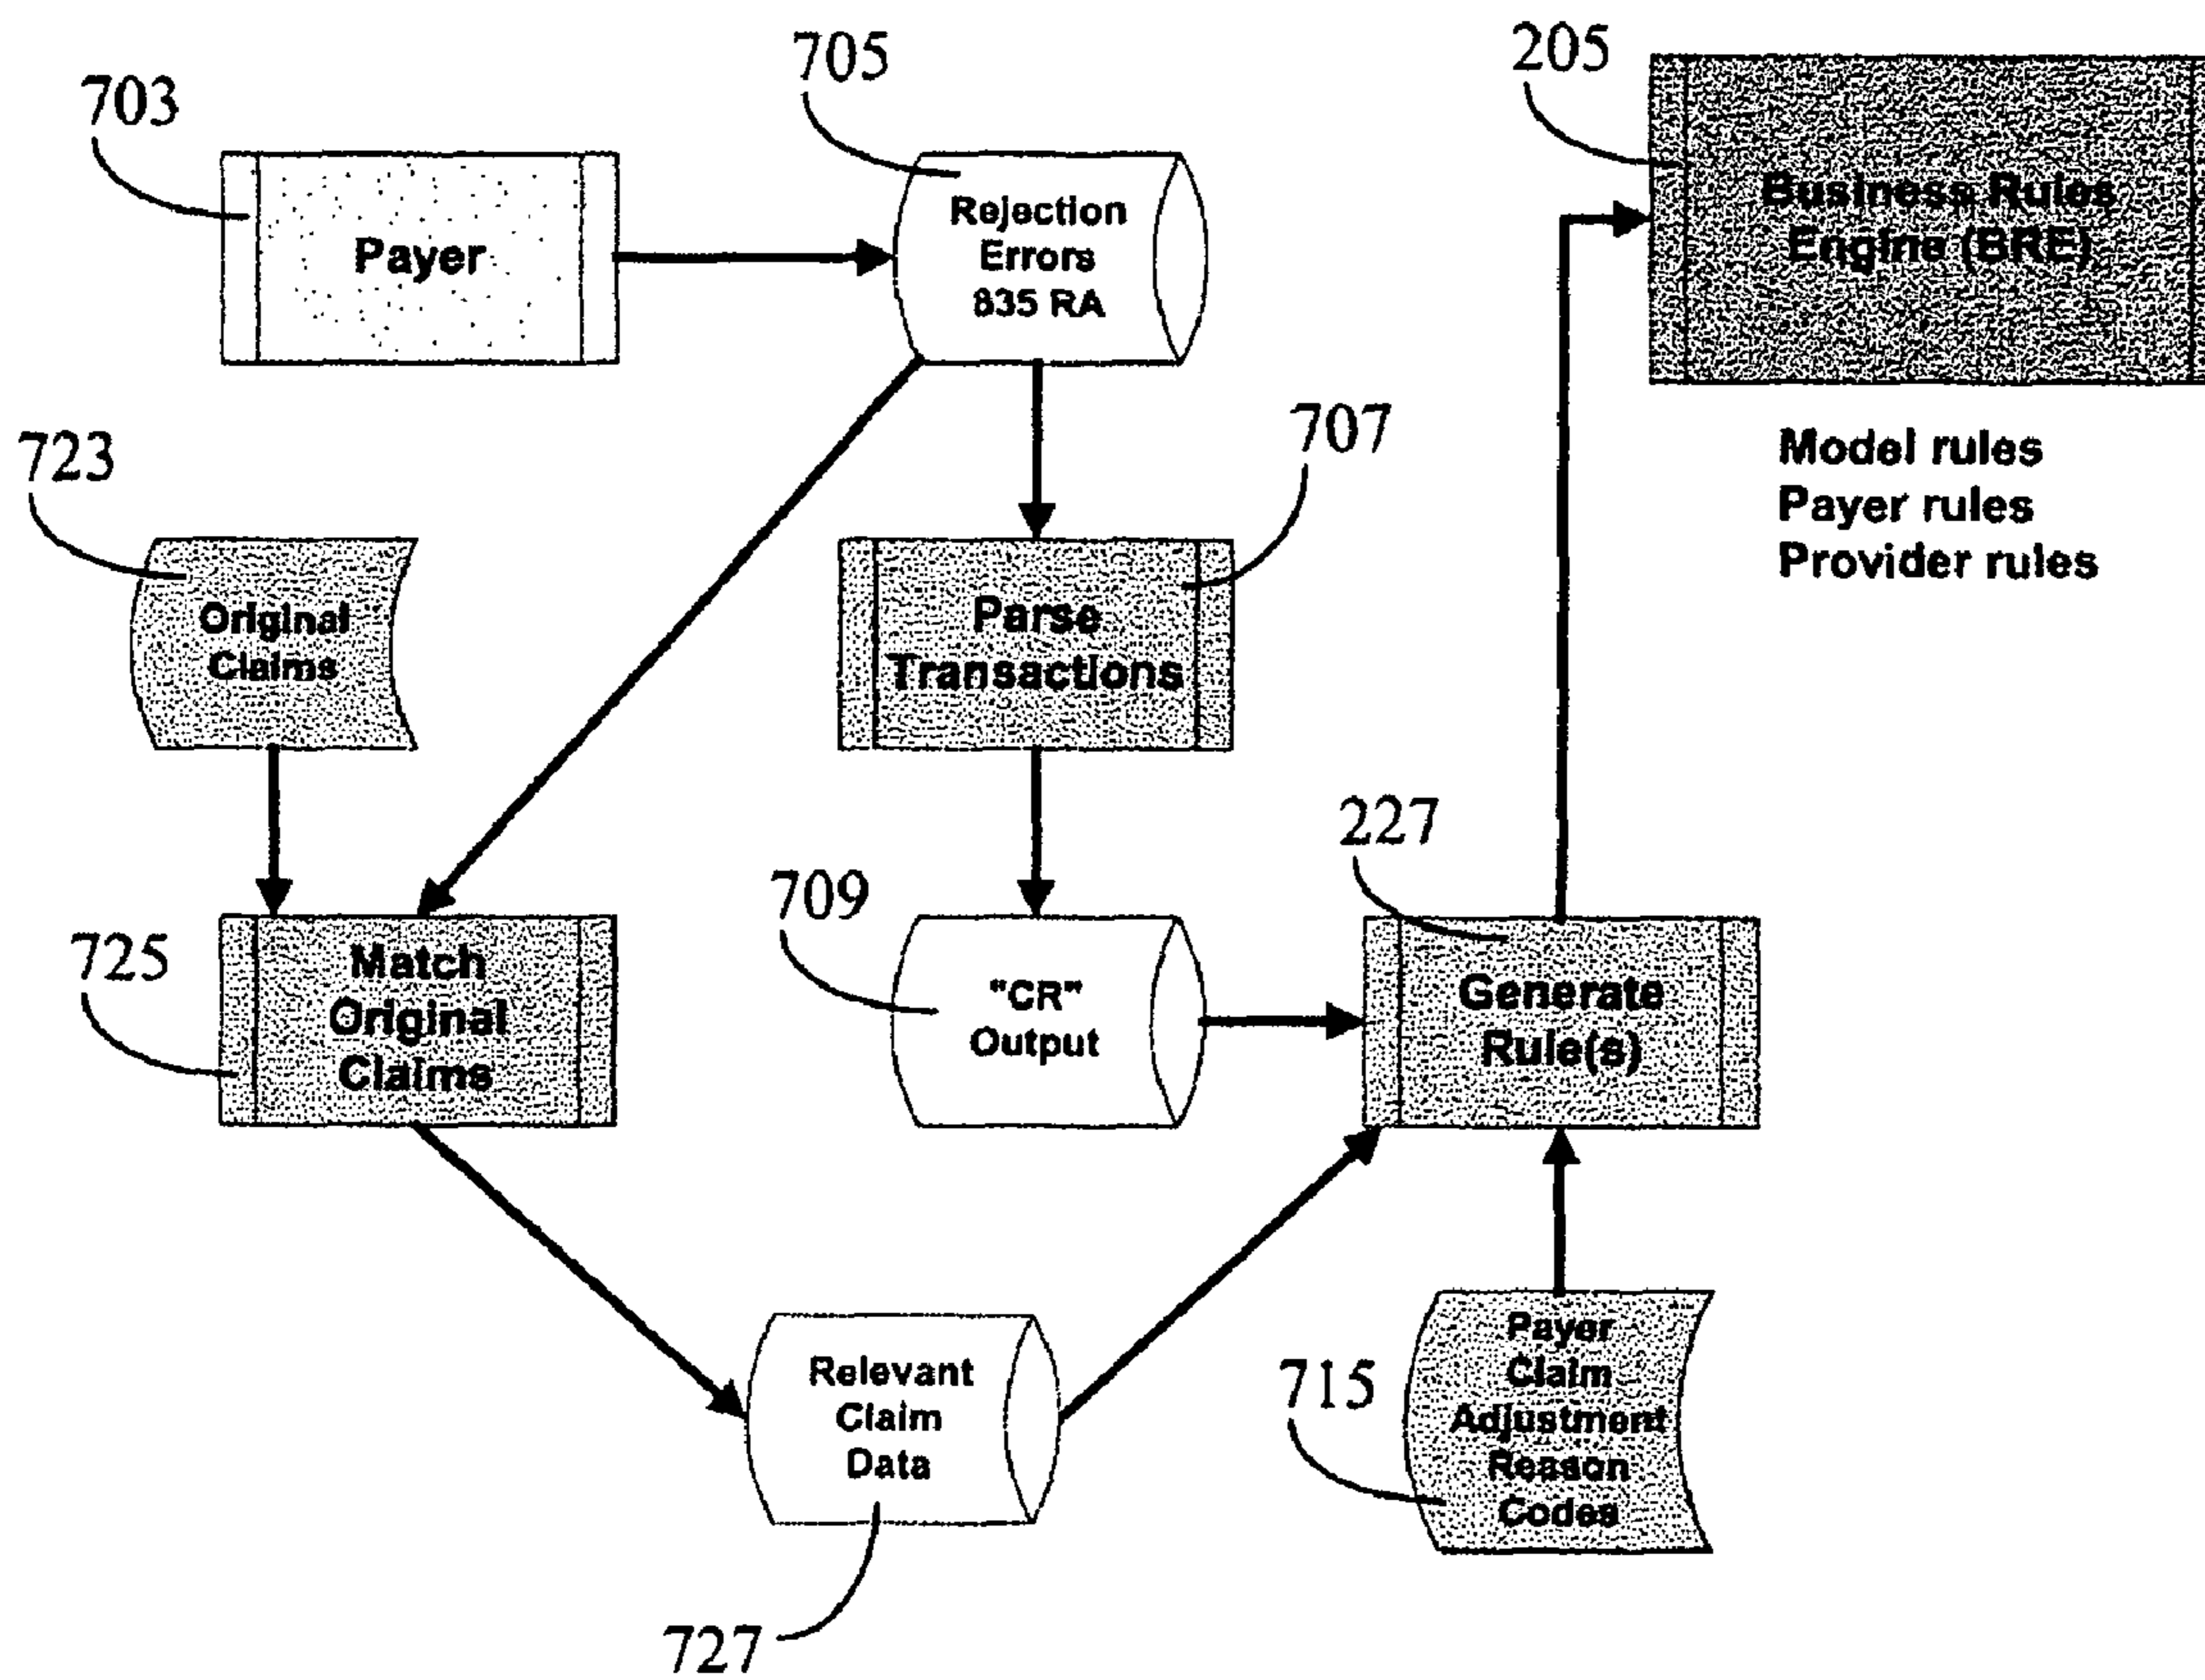 705
205
703
Rejection
Errors
835 RA
Business Rules
Engine (BRE)
Payer
707
Model rules
Payer rules
Provider rules
723
Original
Claims
Parse
Transactions
227
709
725
Match
Original
Claims
"CR"
Output
Generate
Rule(s)
715
Payer
Claim
Adjustment
Reason
Codes
Relevant
Claim
Data
727